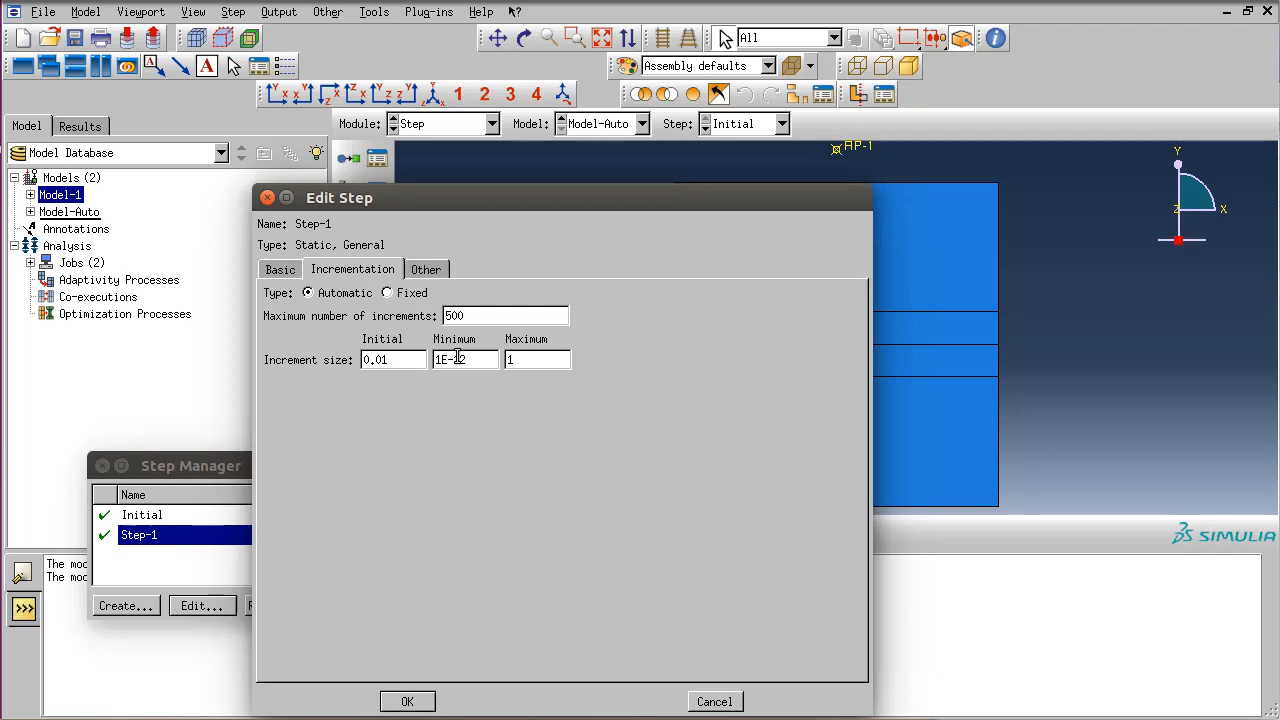 File Model Viewport View Step Output Other Tools Plug-ins Help
All
Assembly defaults
1 2 3 4
Model Results
Module: Step Model: Model-Auto Step: Initial
Model Database
Models (2)
Model-1
Model-Auto
Annotations
Analysis
Jobs (2)
Adaptivity Processes
Co-executions
Optimization Processes
RP-1
Y
Z
X
Edit Step
Name: Step-1
Type: Static, General
Basic Incrementation Other
Type: Automatic Fixed
Maximum number of increments: 500
Initial Minimum Maximum
Increment size: 0.01 1
OK Cancel
Step Manager
Name
Initial
Step-1
Create... Edit...
The mod
The mod
SIMULIA